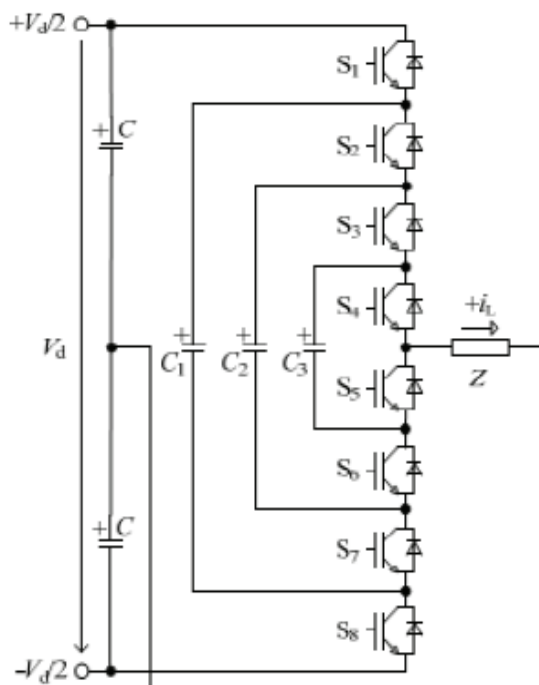 +Vd/2
S1
+ C
S2
S3
S4
+iL
Vd
+
C1
+
C2
+
C3
Z
S5
S6
+ C
S7
S8
–Vd/2